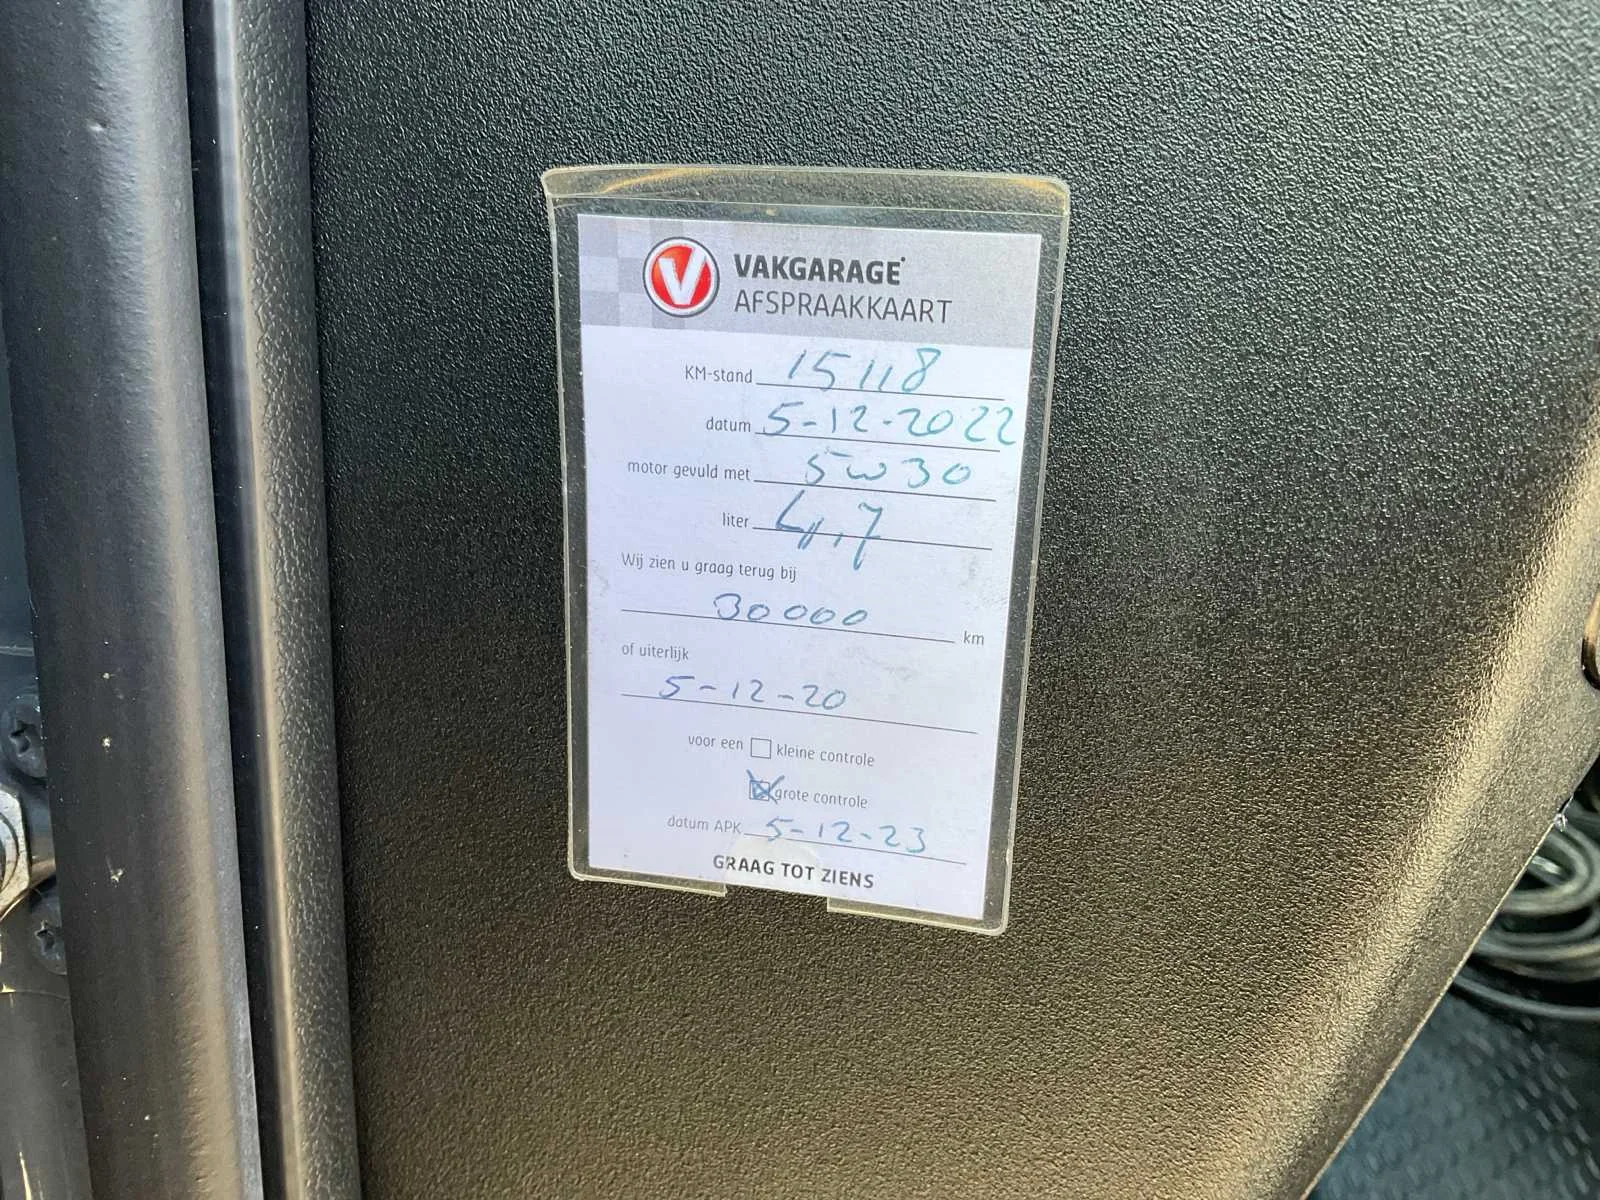 V VAKGARAGE
AFSPRAAKKAART
KM-stand 15118
datum 5-12-2022
motor gevuld met 5w30
liter 4,7
Wij zien u graag terug bij
30000 km
of uiterlijk
5-12-20
voor een kleine controle
grote controle
datum APK 5-12-23
GRAAG TOT ZIENS